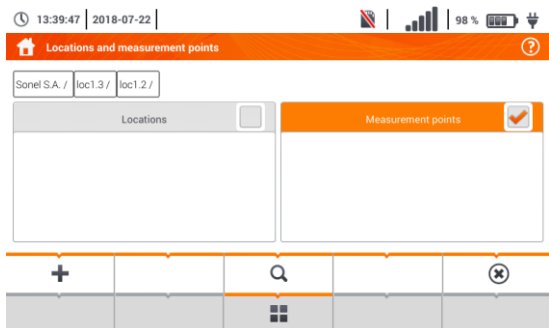 13:39:47 2018-07-22 98 %
Locations and measurement points ?
Sonel S.A. / loc1.3 / loc1.2 /
Locations
Measurement points